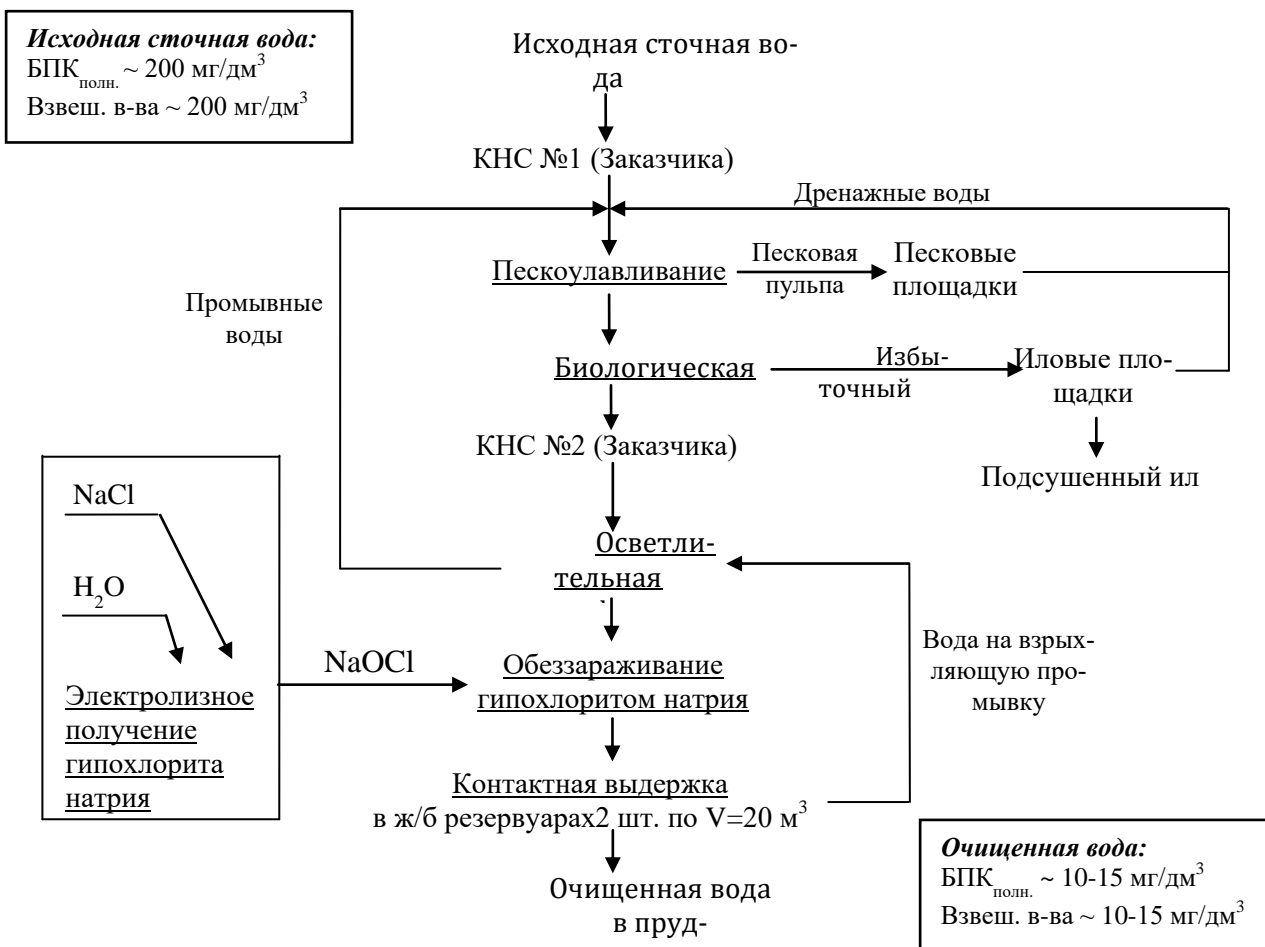 Исходная сточная вода:
БПКполн. ~ 200 мг/дм³
Взвеш. в-ва ~ 200 мг/дм³
Исходная сточная во-
да
КНС №1 (Заказчика)
Дренажные воды
Пескоулавливание
Песковая
пульпа
Песковые
площадки
Промывные
воды
Биологическая
Избы-
точный
Иловые пло-
щадки
КНС №2 (Заказчика)
Подсушенный ил
NaCl
H₂O
Электролизное
получение
гипохлорита
натрия
NaOCl
Осветли-
тельная
Обеззараживание
гипохлоритом натрия
Вода на взрых-
ляющую про-
мывку
Контактная выдержка
в ж/б резервуарах2 шт. по V=20 м³
Очищенная вода
в пруд-
Очищенная вода:
БПКполн. ~ 10-15 мг/дм³
Взвеш. в-ва ~ 10-15 мг/дм³